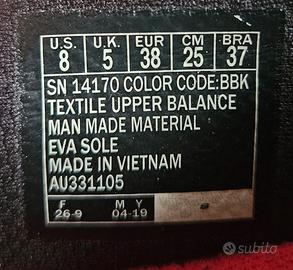 U.S. U.K. EUR CM BRA
8 5 38 25 37
SN 14170 COLOR CODE:BBK
TEXTILE UPPER BALANCE
MAN MADE MATERIAL
EVA SOLE
MADE IN VIETNAM
AU331105
F M Y
26-9 04-19
subito